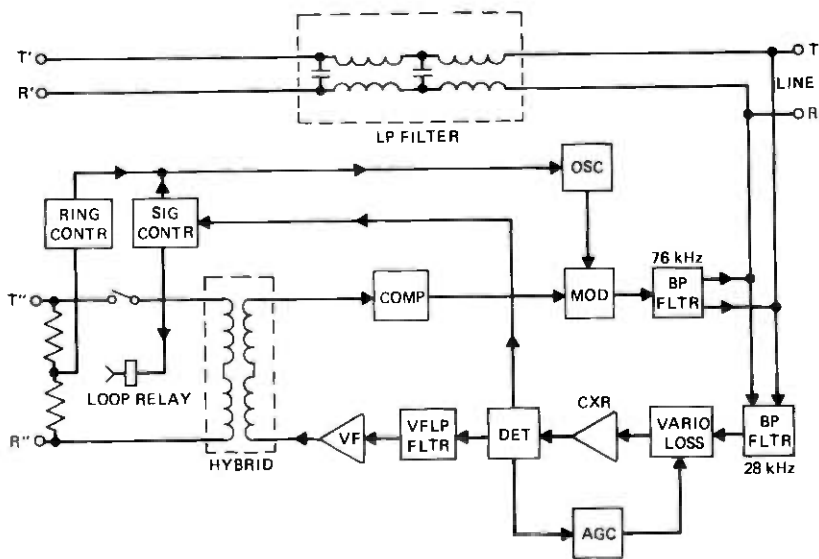 T'
T
R'
LINE
R
LP FILTER
OSC
RING
CONTR
SIG
CONTR
76 kHz
T''
COMP
MOD
BP
FLTR
LOOP RELAY
CXR
R''
HYBRID
VF
VFLP
FLTR
DET
VARIO
LOSS
BP
FLTR
28 kHz
AGC